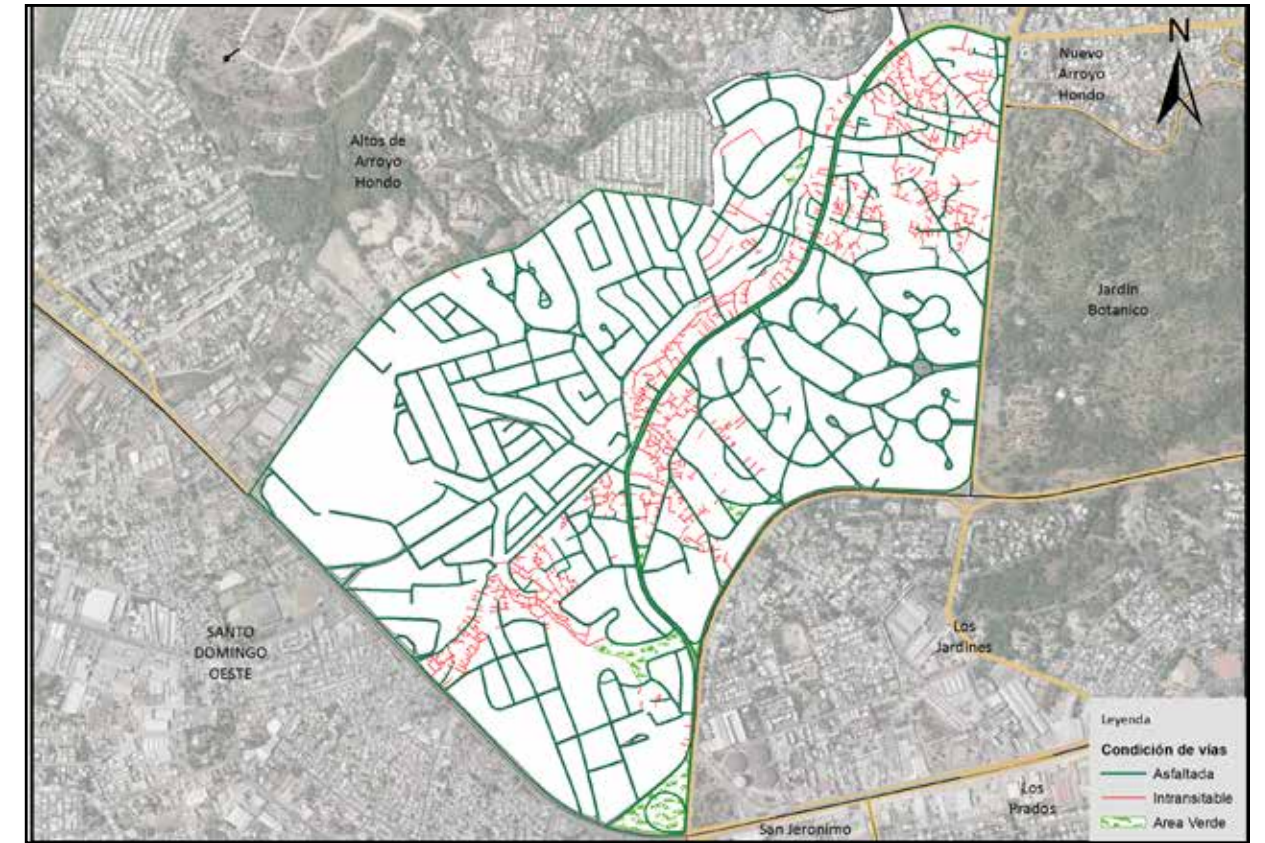 N
Nuevo
Arroyo
Hondo
Altos de
Arroyo
Hondo
Jardin
Botanico
SANTO
DOMINGO
OESTE
Los
Jardines
Leyenda
Condición de vías
Asfaltada
Intransitable
Area Verde
Los
Prados
San Jeronimo